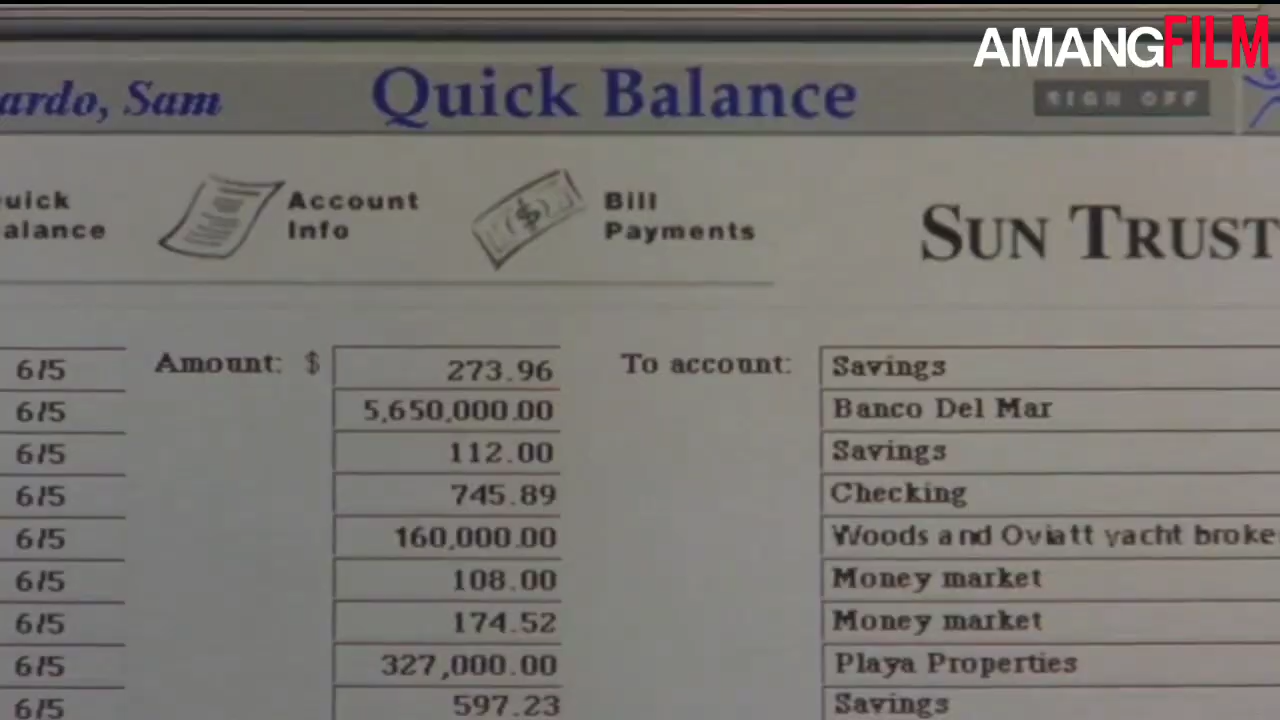 AMANGFILM
ardo, Sam Quick Balance SIGN OFF
uick
alance
Account
Info
Bill
Payments
SUN TRUST
6/5 Amount: $ 273.96 To account: Savings
6/5 5,650,000.00 Banco Del Mar
6/5 112.00 Savings
6/5 745.89 Checking
6/5 160,000.00 Woods and Oviatt yacht broke
6/5 108.00 Money market
6/5 174.52 Money market
6/5 327,000.00 Playa Properties
6/5 597.23 Savings